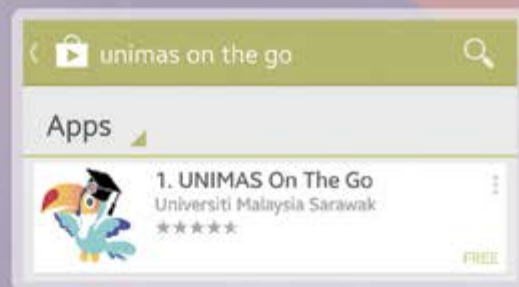 unimas on the go
Apps
1. UNIMAS On The Go
Universiti Malaysia Sarawak
FREE